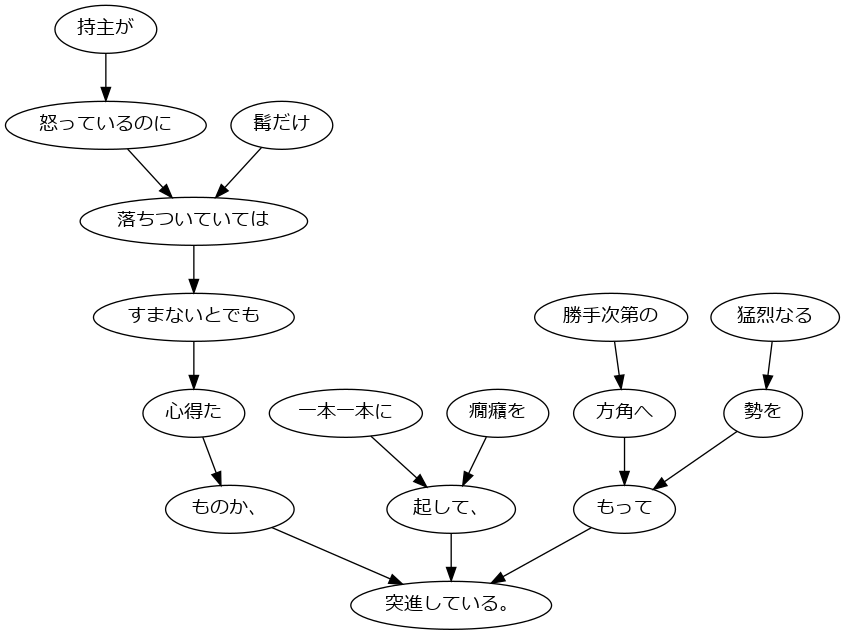 持主が
怒っているのに
髯だけ
落ちついていては
すまないとでも
勝手次第の
猛烈なる
心得た
一本一本に
癇癪を
方角へ
勢を
ものか、
起して、
もって
突進している。